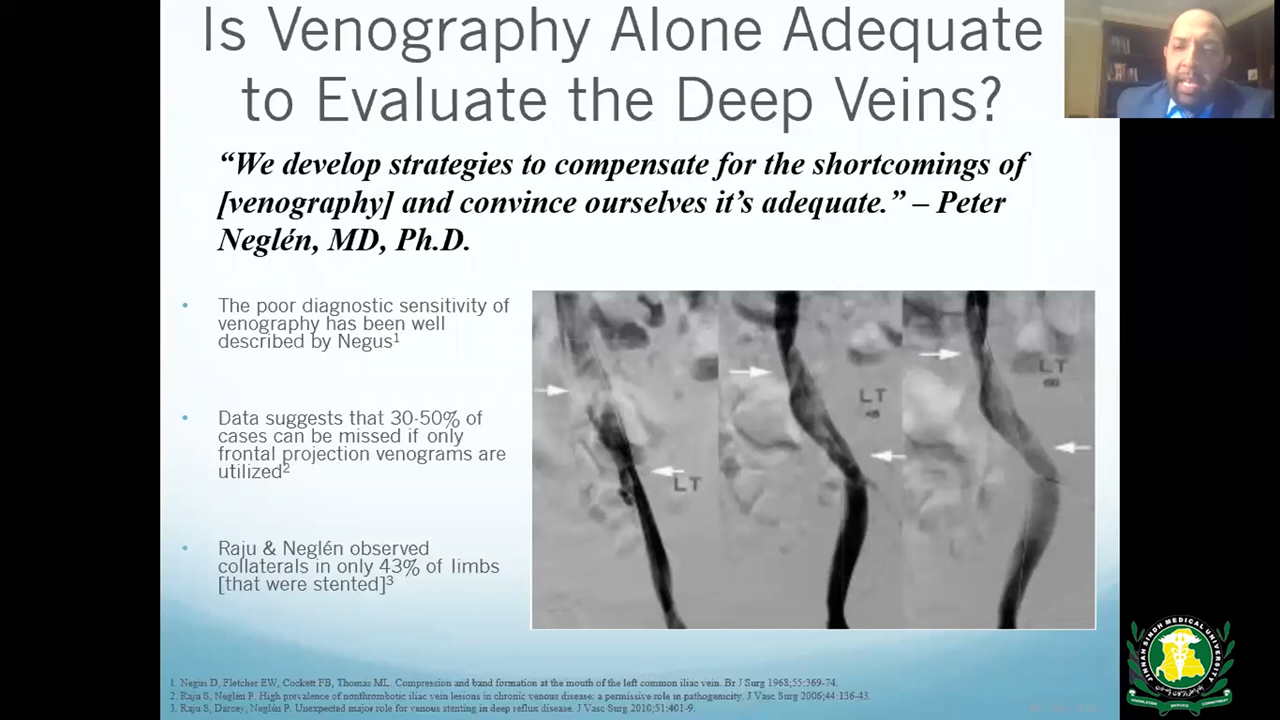 Is Venography Alone Adequate
to Evaluate the Deep Veins?
“We develop strategies to compensate for the shortcomings of
[venography] and convince ourselves it’s adequate.” – Peter
Neglén, MD, Ph.D.
• The poor diagnostic sensitivity of
venography has been well
described by Negus¹
• Data suggests that 30-50% of
cases can be missed if only
frontal projection venograms are
utilized²
• Raju & Neglén observed
collaterals in only 43% of limbs
[that were stented]³
LT
LT
LT
1. Negus D, Fletcher EW, Cockett FB, Thomas ML. Compression and band formation at the mouth of the left common iliac vein. Br J Surg 1968;55:369-74.
2. Raju S, Neglén P. High prevalence of nonthrombotic iliac vein lesions in chronic venous disease: a permissive role in pathogenicity. J Vasc Surg 2006;44:136-43.
3. Raju S, Darcey, Neglén P. Unexpected major role for venous stenting in deep reflux disease. J Vasc Surg 2010;51:401-9.
JINNAH SINDH MEDICAL UNIVERSITY
KNOWLEDGE SERVICE COMMITMENT